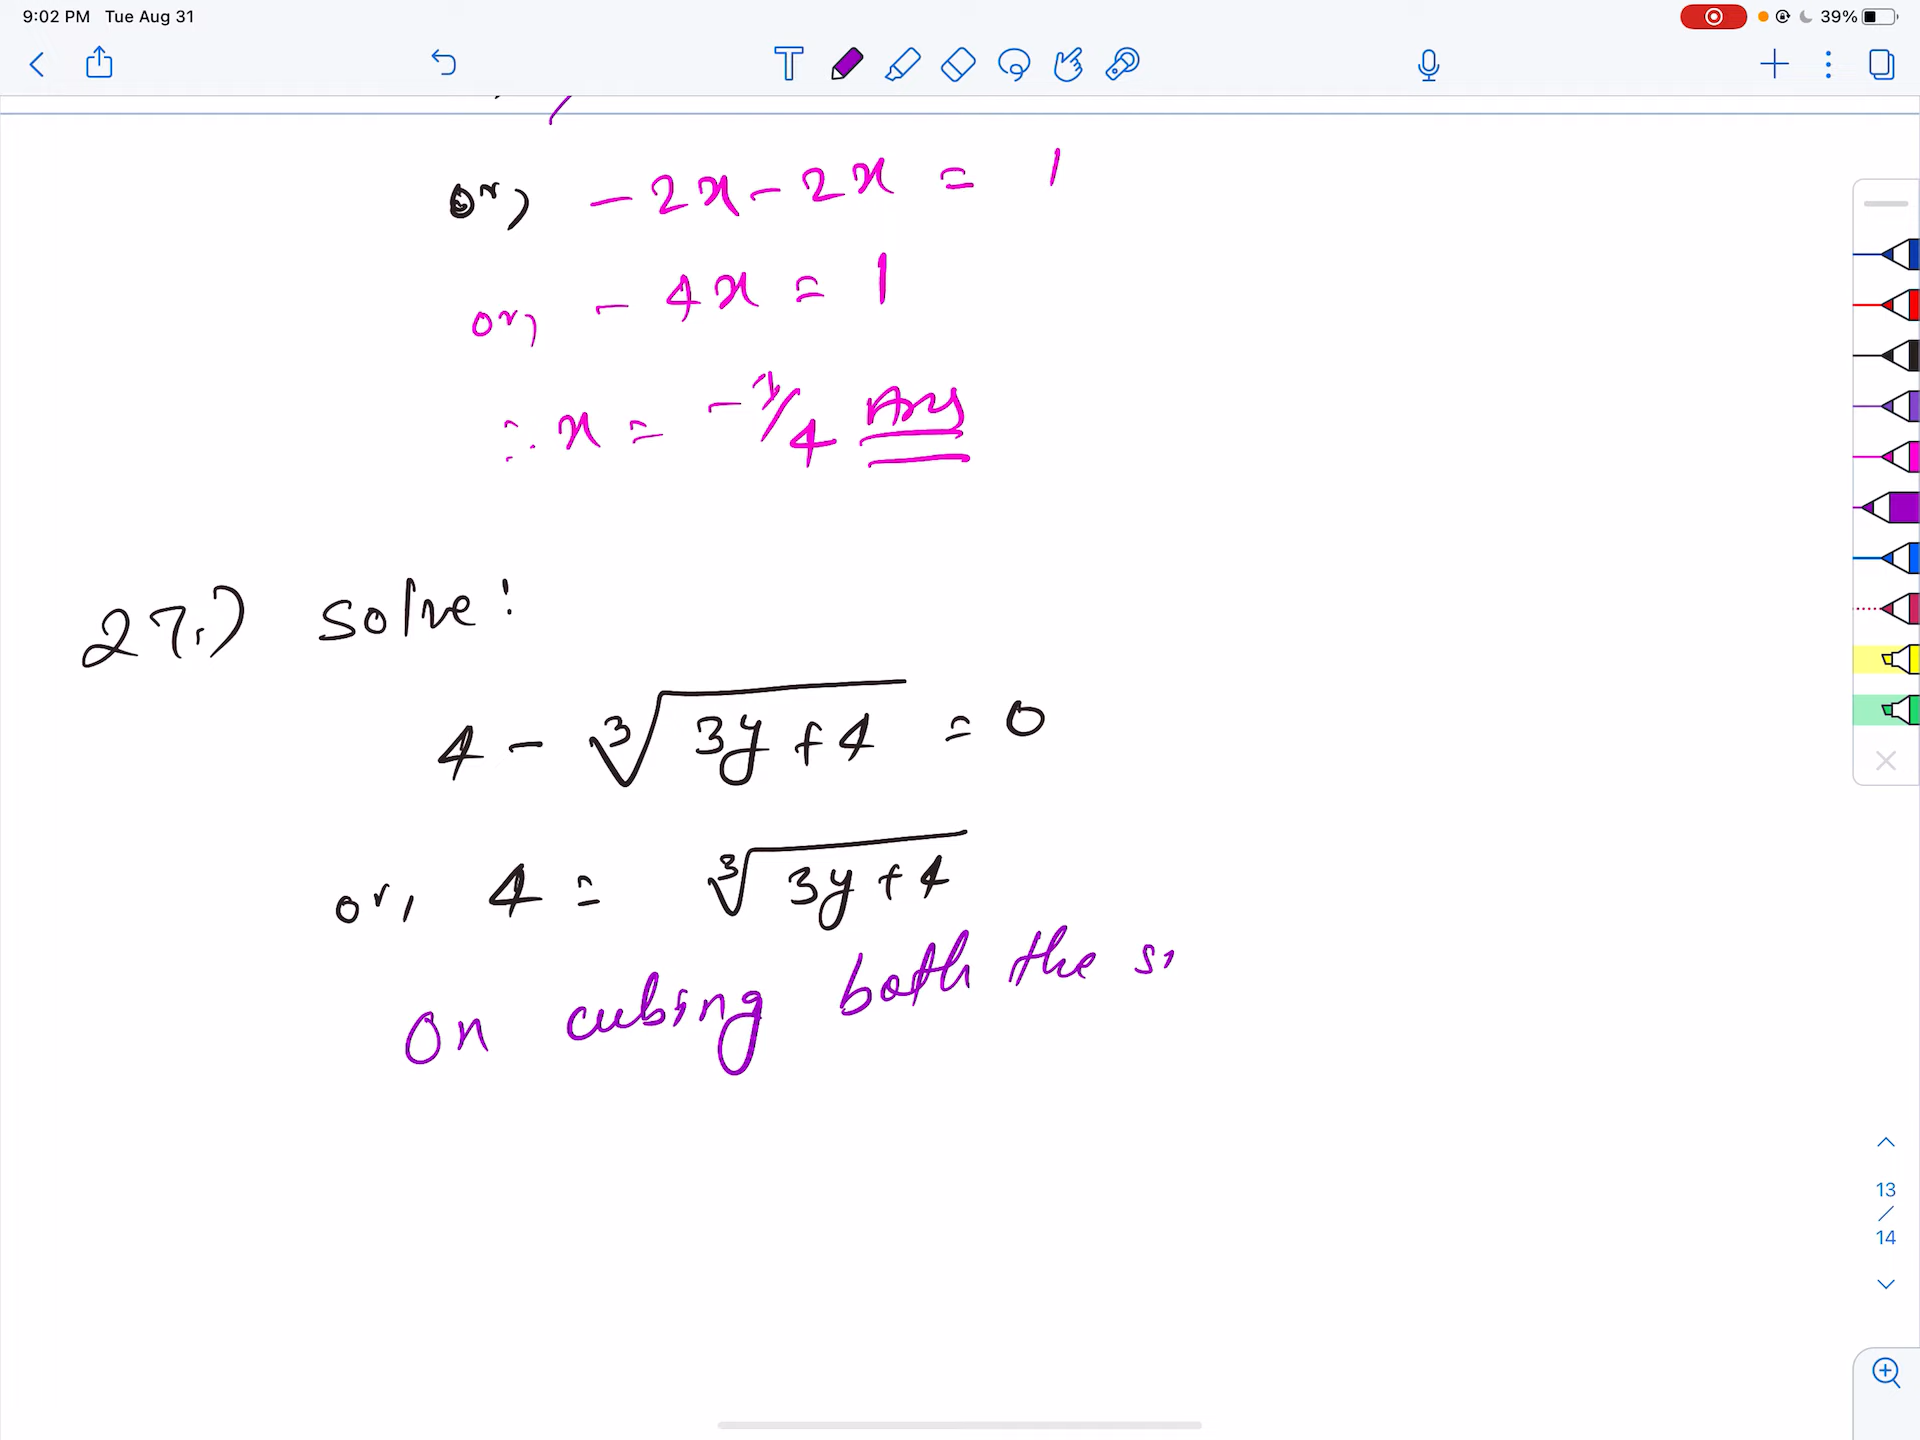 9:02 PM Tue Aug 31
39%
or, -2x-2x = 1
or, -4x = 1
∴ x = -1/4 Ans
27.) solve:
4 - ∛(3y+4) = 0
or, 4 = ∛(3y+4)
On cubing both the si
13
/
14